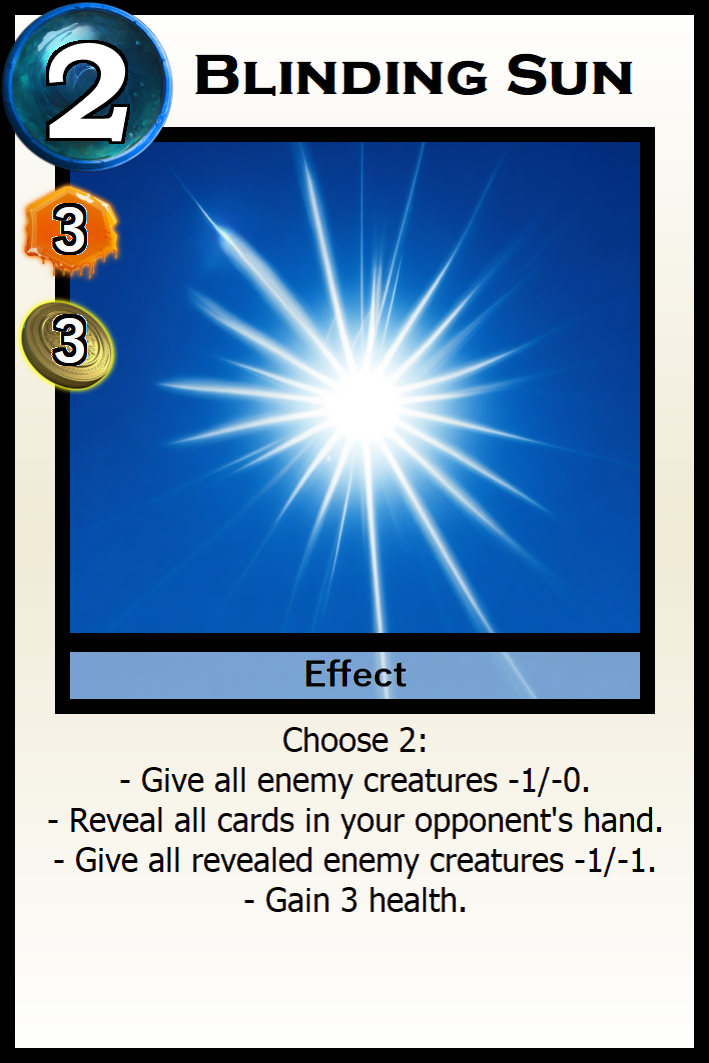 2
Blinding Sun
3
3
Effect
Choose 2:
- Give all enemy creatures -1/-0.
- Reveal all cards in your opponent's hand.
- Give all revealed enemy creatures -1/-1.
- Gain 3 health.